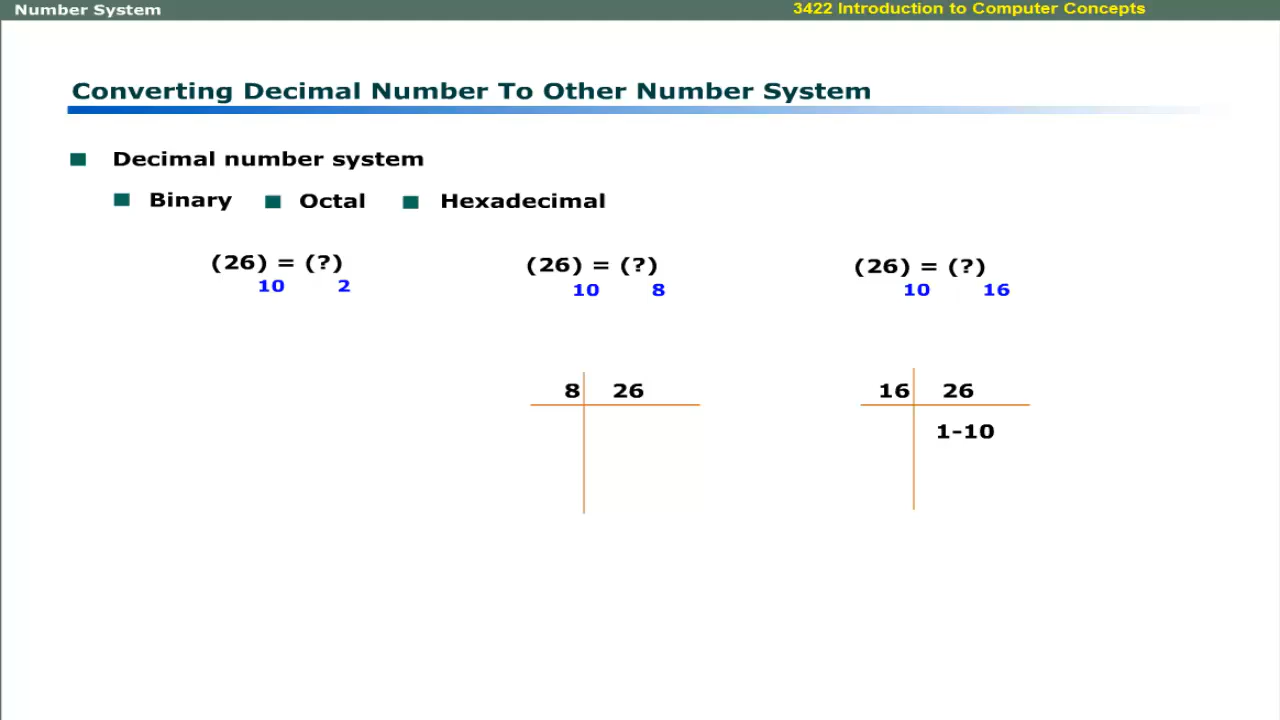 Number System
3422 Introduction to Computer Concepts
Converting Decimal Number To Other Number System
Decimal number system
Binary Octal Hexadecimal
(26) = (?) (26) = (?) (26) = (?)
10 2 10 8 10 16
8 26 16 26
1-10